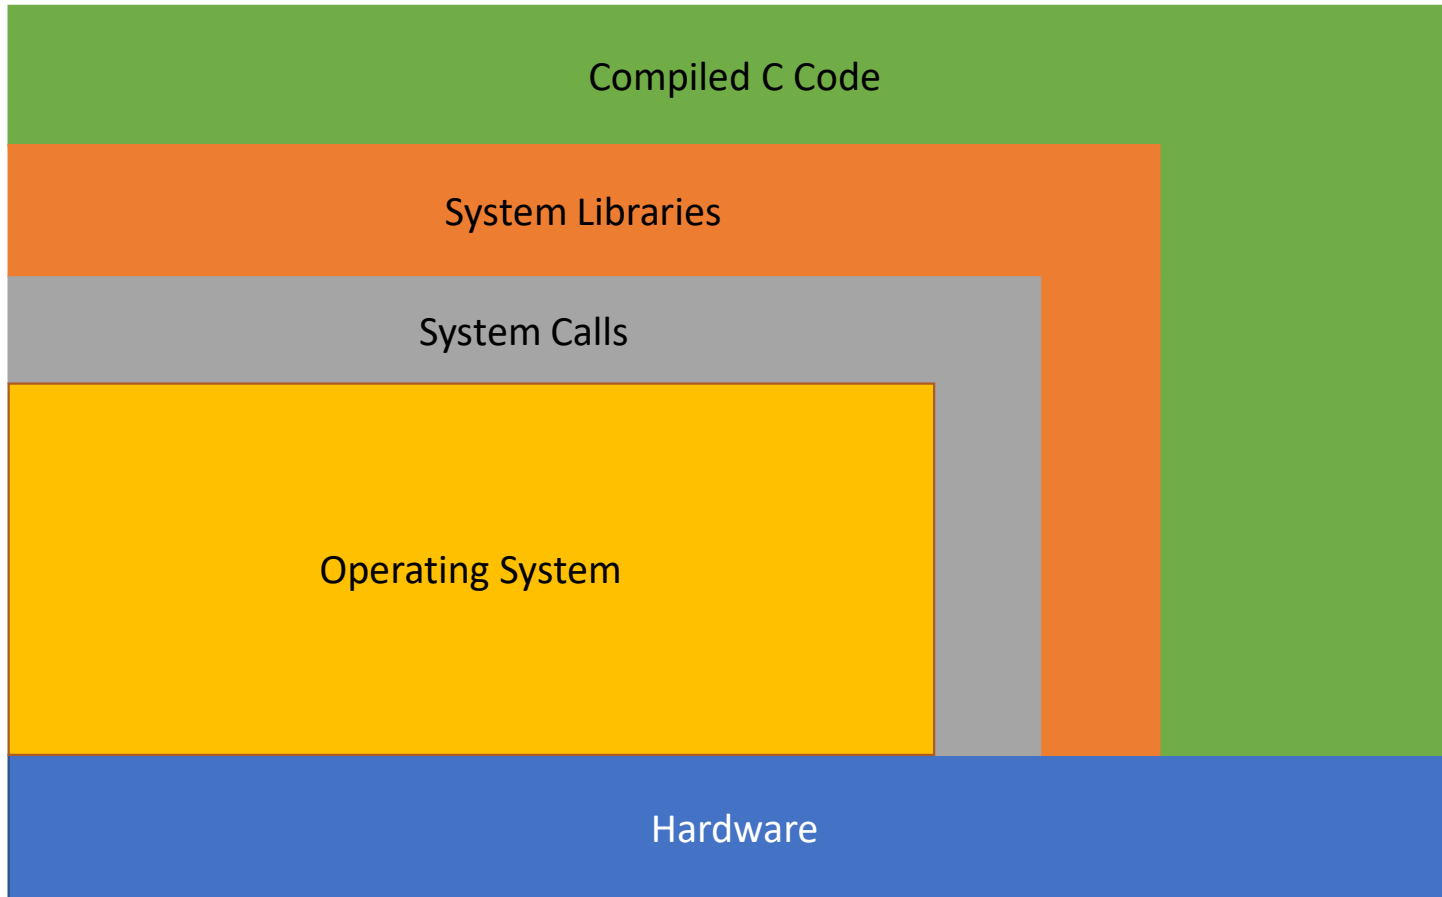 Compiled C Code
System Libraries
System Calls
Operating System
Hardware